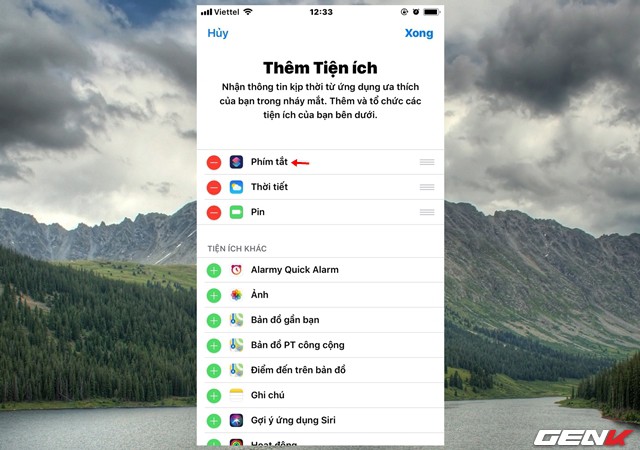 Viettel 12:33
Hủy Xong
Thêm Tiện ích
Nhận thông tin kịp thời từ ứng dụng ưa thích
của bạn trong nháy mắt. Thêm và tổ chức các
tiện ích của bạn bên dưới.
Phím tắt
Thời tiết
Pin
TIỆN ÍCH KHÁC
Alarmy Quick Alarm
Ảnh
Bản đồ gần bạn
Bản đồ PT công cộng
Điểm đến trên bản đồ
Ghi chú
Gợi ý ứng dụng Siri
Hoạt động
GENK